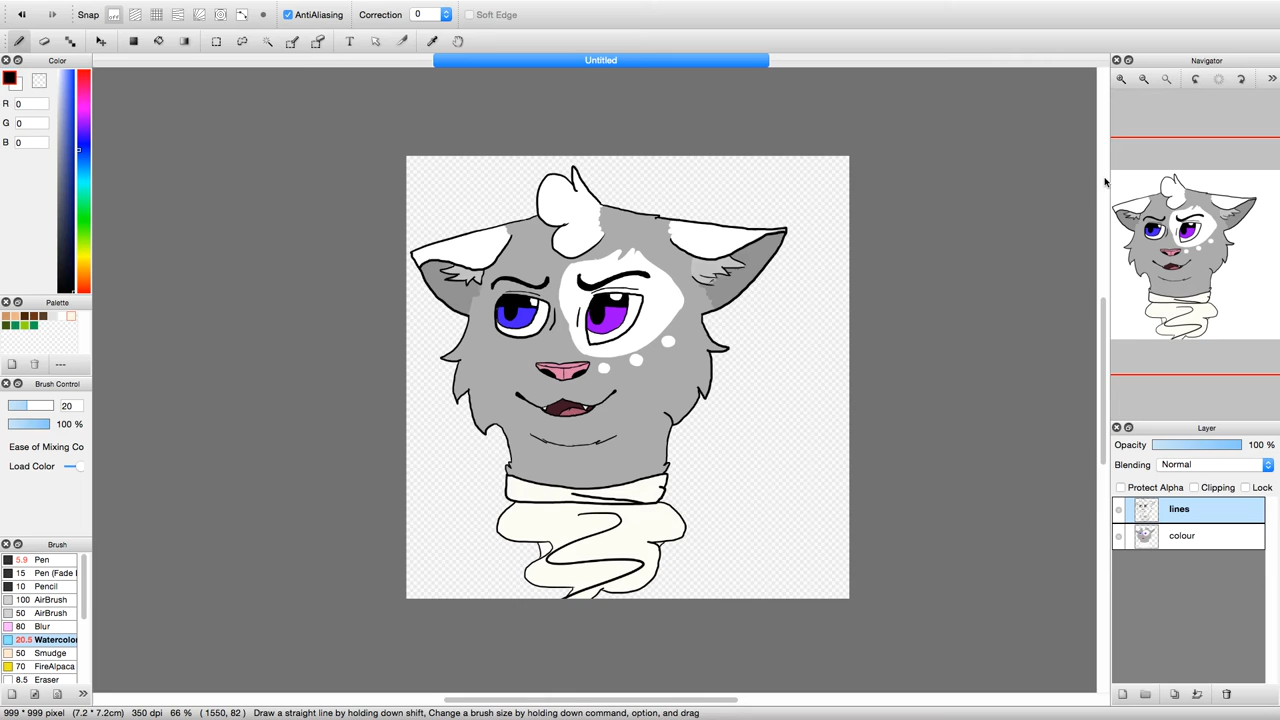 Snap off AntiAliasing Correction 0 Soft Edge
Untitled
Color
R 0
G 0
B 0
Palette
---
Brush Control
20
100 %
Ease of Mixing Co
Load Color
Brush
5.9 Pen
15 Pen (Fade I
10 Pencil
100 AirBrush
50 AirBrush
80 Blur
20.5 Watercolor
50 Smudge
70 FireAlpaca
8.5 Eraser
Navigator
Layer
Opacity 100 %
Blending Normal
Protect Alpha Clipping Lock
lines
colour
999 * 999 pixel (7.2 * 7.2cm) 350 dpi 66 % ( 1550, 82 ) Draw a straight line by holding down shift, Change a brush size by holding down command, option, and drag